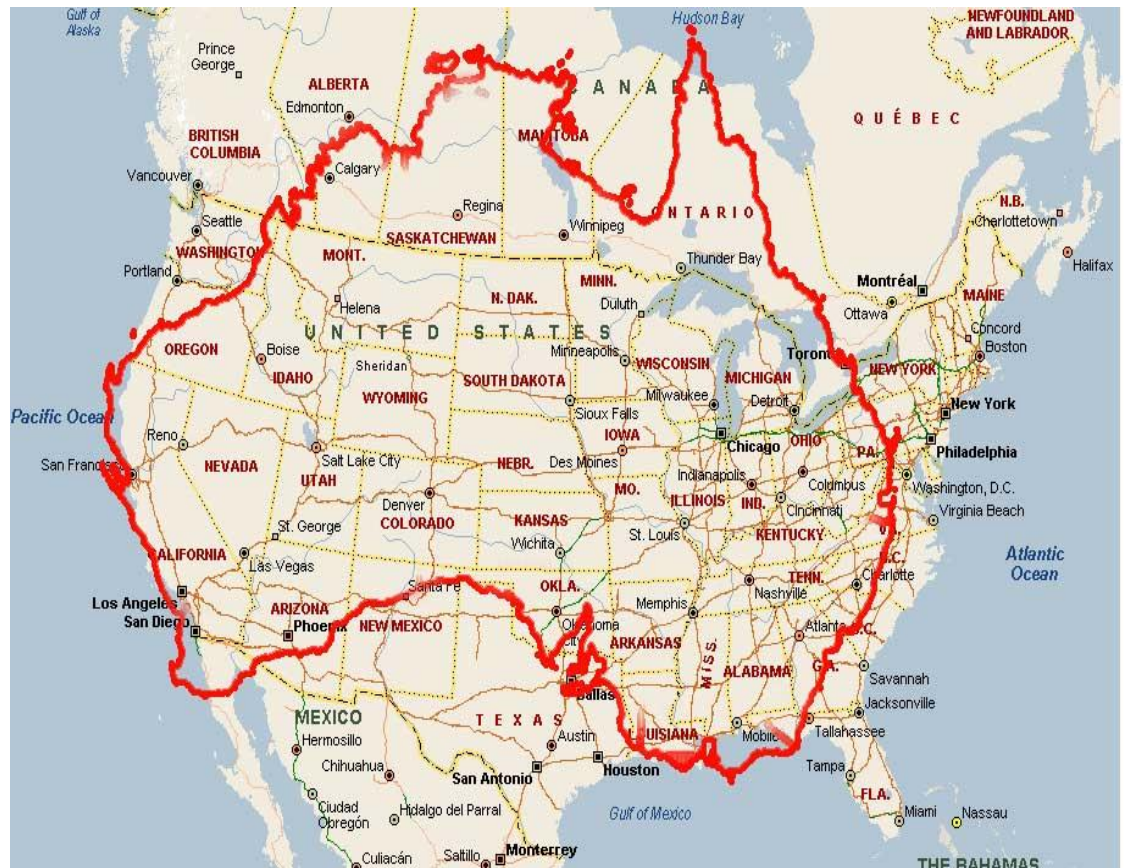 Gulf of
Alaska
Hudson Bay
NEWFOUNDLAND
AND LABRADOR
Prince
George
ALBERTA
Edmonton
CANADA
QUÉBEC
BRITISH
COLUMBIA
MANITOBA
Vancouver
Calgary
Regina
ONTARIO
N.B.
Charlottetown
Seattle
Winnipeg
WASHINGTON
SASKATCHEWAN
Halifax
MONT.
Thunder Bay
Portland
Montréal
MINN.
MAINE
N. DAK.
Helena
Duluth
Ottawa
UNITED STATES
Concord
OREGON
Boise
Minneapolis
Boston
Sheridan
WISCONSIN
Toronto
NEW YORK
IDAHO
SOUTH DAKOTA
MICHIGAN
WYOMING
Milwaukee
Detroit
New York
Pacific Ocean
Sioux Falls
Reno
IOWA
Chicago
OHIO
PA.
Philadelphia
San Francisco
NEVADA
Salt Lake City
NEBR.
Des Moines
Indianapolis
Columbus
Washington, D.C.
UTAH
MO.
ILLINOIS
IND.
Cincinnati
Denver
COLORADO
KANSAS
St. Louis
KENTUCKY
Virginia Beach
St. George
CALIFORNIA
Wichita
Atlantic
Ocean
Las Vegas
TENN.
Charlotte
OKLA.
Nashville
Santa Fe
Los Angeles
ARIZONA
Memphis
San Diego
Phoenix
NEW MEXICO
Oklahoma
City
ARKANSAS
Atlanta
S.C.
MISS.
ALABAMA
GA.
Savannah
Dallas
MEXICO
TEXAS
LOUISIANA
Mobile
Jacksonville
Tallahassee
Hermosillo
Austin
Chihuahua
San Antonio
Houston
Tampa
FLA.
Ciudad
Obregón
Hidalgo del Parral
Gulf of Mexico
Miami
Nassau
Culiacán
Saltillo
Monterrey
THE BAHAMAS